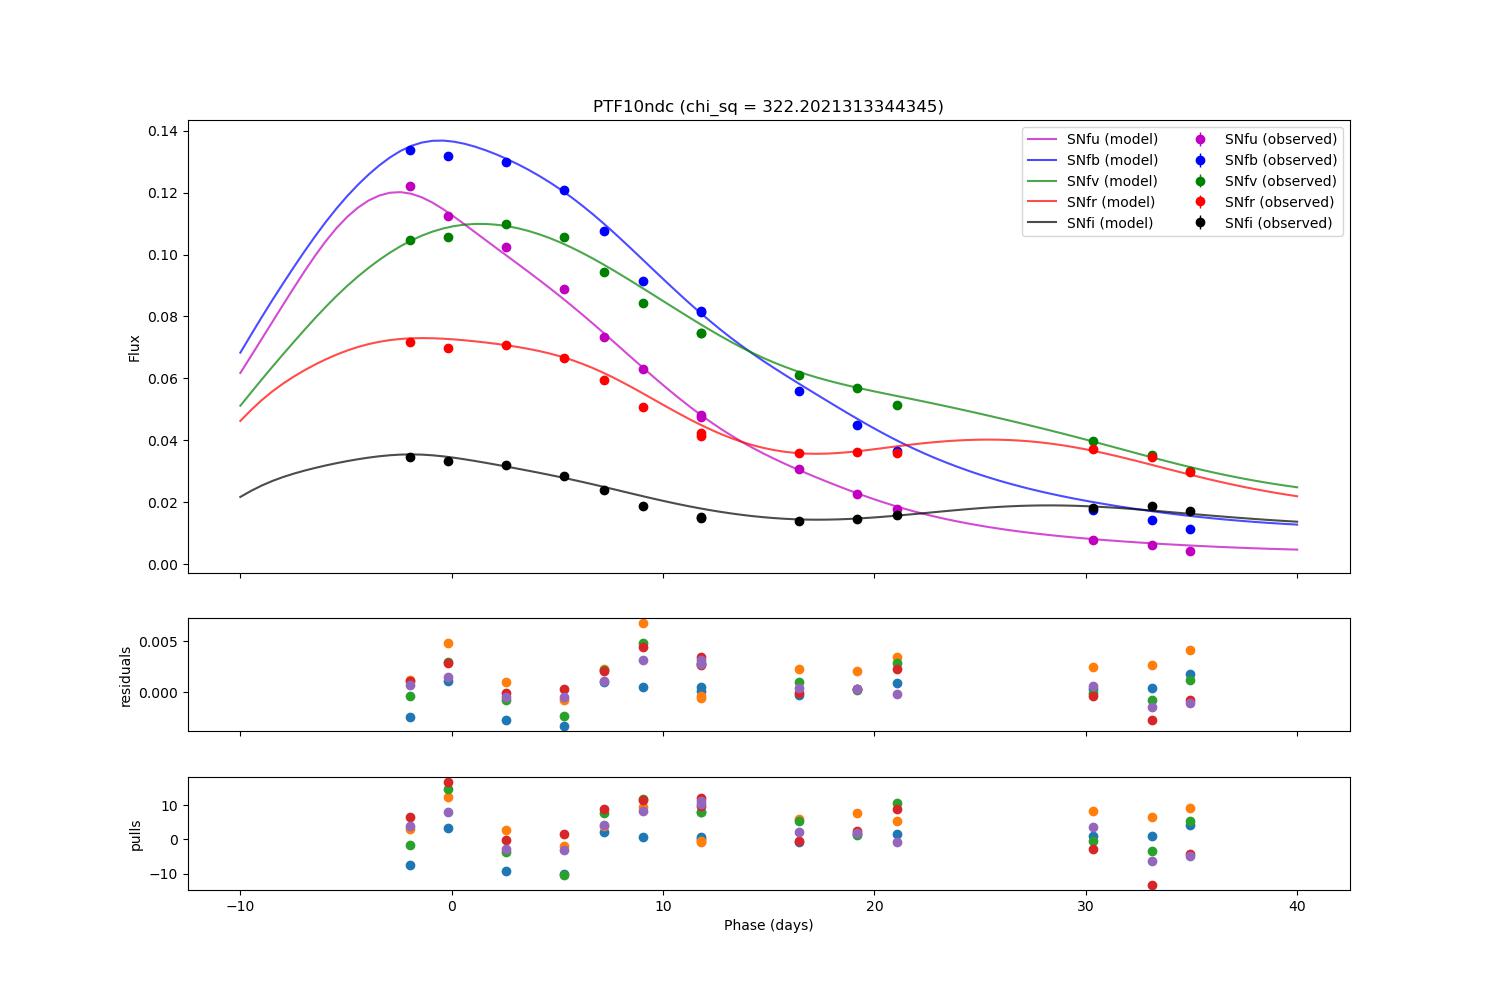 PTF10ndc (chi_sq = 322.2021313344345)
0.14
0.12
0.10
0.08
0.06
0.04
0.02
0.00
Flux
SNfu (model)
SNfb (model)
SNfv (model)
SNfr (model)
SNfi (model)
SNfu (observed)
SNfb (observed)
SNfv (observed)
SNfr (observed)
SNfi (observed)
0.005
0.000
residuals
10
0
−10
pulls
−10
0
10
20
30
40
Phase (days)